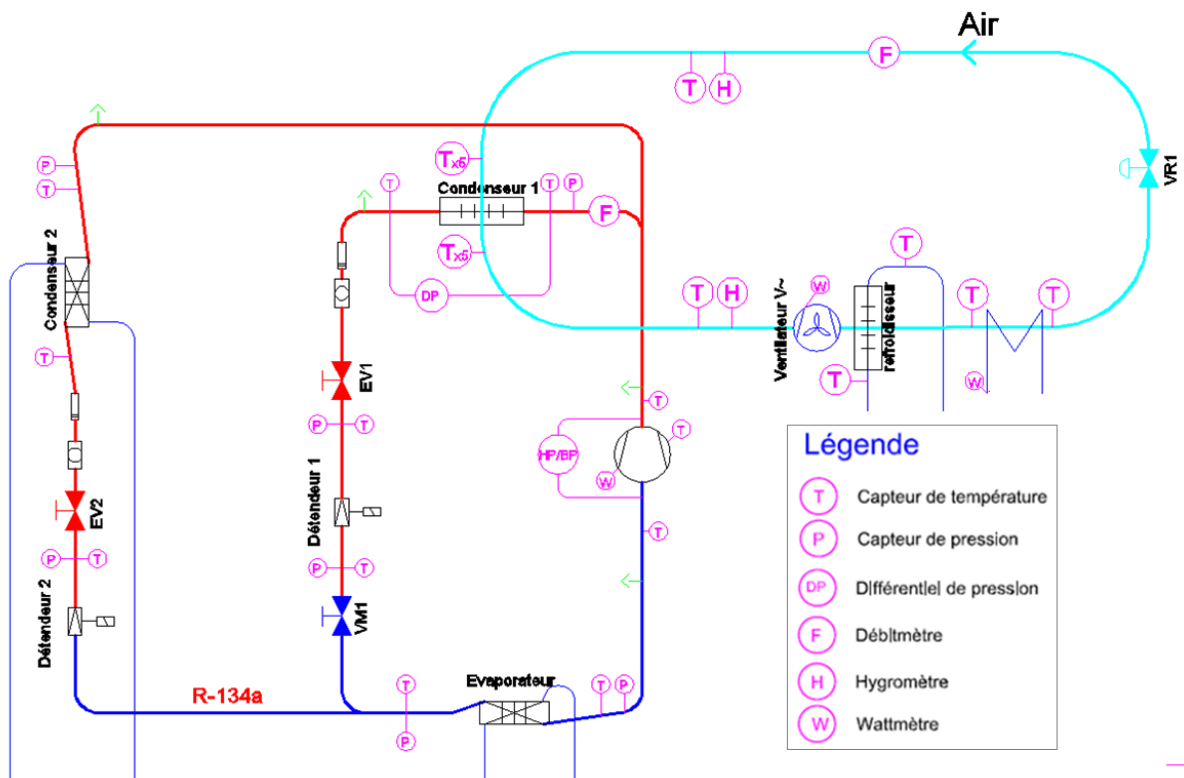 Air
F
T
H
P
T
Tx5
Condenseur 1
T
T
P
F
VR1
Tx5
DP
Condenseur 2
T
T
H
Ventilateur V~
W
refroidisseur
T
T
T
T
W
EV1
T
P
T
HP/BP
T
W
T
EV2
P
T
Détendeur 1
P
T
Détendeur 2
VM1
R-134a
T
P
Evaporateur
T
P
Légende
T
Capteur de température
P
Capteur de pression
DP
Différentiel de pression
F
Débitmètre
H
Hygromètre
W
Wattmètre